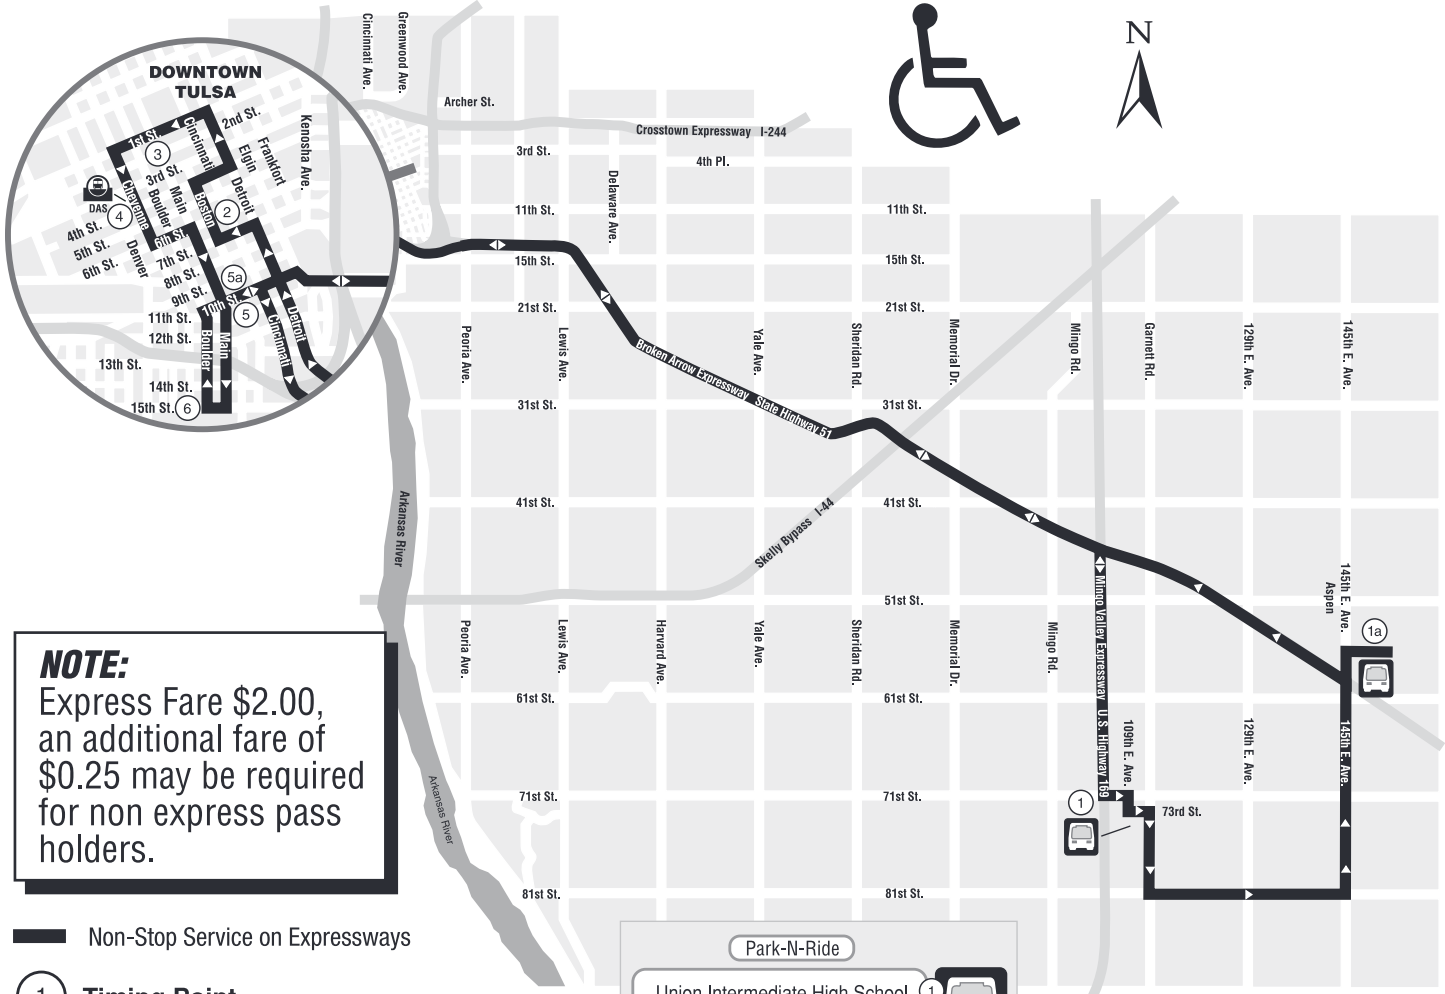 DOWNTOWN
TULSA
1st St.
2nd St.
Cincinnati
3
3rd St.
Elgin
Frankfort
Kenosha Ave.
DAS
4
Cheyenne
Boulder
Main
Boston
Detroit
2
4th St.
5th St.
6th St.
Denver
6th St.
7th St.
8th St.
9th St.
10th St.
5a
5
11th St.
12th St.
13th St.
14th St.
15th St.
6
Boulder
Main
Cincinnati
Detroit
Cincinnati Ave.
Greenwood Ave.
Archer St.
Crosstown Expressway I-244
3rd St.
4th Pl.
Delaware Ave.
11th St.
11th St.
15th St.
15th St.
21st St.
21st St.
N
Peoria Ave.
Lewis Ave.
Yale Ave.
Sheridan Rd.
Memorial Dr.
Mingo Rd.
Garnett Rd.
129th E. Ave.
145th E. Ave.
Broken Arrow Expressway State Highway 51
31st St.
31st St.
Arkansas River
41st St.
41st St.
Skelly Bypass I-44
51st St.
145th E. Ave.
Aspen
1a
Peoria Ave.
Lewis Ave.
Harvard Ave.
Yale Ave.
Sheridan Rd.
Memorial Dr.
Mingo Rd.
Mingo Valley Expressway U.S. Highway 169
61st St.
61st St.
109th E. Ave.
129th E. Ave.
145th E. Ave.
Arkansas River
71st St.
71st St.
1
73rd St.
81st St.
81st St.
NOTE:
Express Fare $2.00,
an additional fare of
$0.25 may be required
for non express pass
holders.
Non-Stop Service on Expressways
1 Timing Point
Park-N-Ride
Union Intermediate High School 1